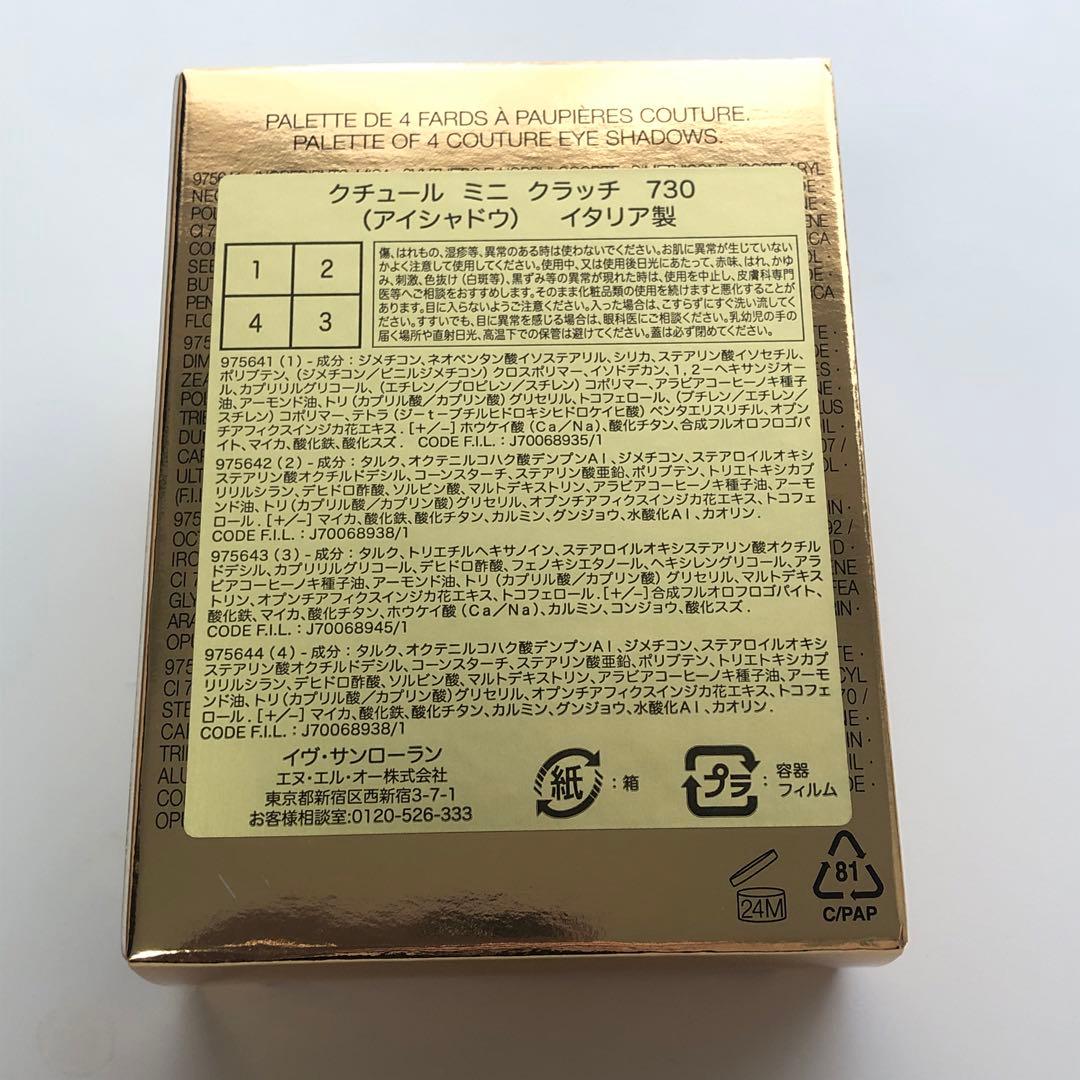 PALETTE DE 4 FARDS À PAUPIÈRES COUTURE.
PALETTE OF 4 COUTURE EYE SHADOWS.
クチュール ミニ クラッチ 730
(アイシャドウ) イタリア製
1 2
4 3
傷、はれもの、湿疹等、異常のある時は使わないでください。お肌に異常が生じていない
かよく注意して使用してください。使用中、又は使用後日光にあたって、赤味、はれ、かゆ
み、刺激、色抜け(白斑等)、黒ずみ等の異常が現れた時は、使用を中止し、皮膚科専門
医等へご相談をおすすめします。そのまま化粧品類の使用を続けますと悪化することが
あります。目に入らないようご注意ください。入った場合は、こすらずにすぐ洗い流してく
ださい。すすいでも、目に異常を感じる場合は、眼科医にご相談ください。乳幼児の手の
届く場所や直射日光、高温下での保管は避けてください。蓋は必ず閉めてください。
975641 (1) - 成分：ジメチコン、ネオペンタン酸イソステアリル、シリカ、ステアリン酸イソセチル、
ポリブテン、(ジメチコン／ビニルジメチコン) クロスポリマー、イソドデカン、1, 2-ヘキサンジオー
ル、カプリリルグリコール、(エチレン／プロピレン／スチレン) コポリマー、アラビアコーヒーノキ種子
油、アーモンド油、トリ (カプリル酸／カプリン酸) グリセリル、トコフェロール、(ブチレン／エチレン／
スチレン) コポリマー、テトラ (ジーt-ブチルヒドロキシヒドロケイヒ酸) ペンタエリスリチル、オプン
チアフィクスインジカ花エキス . [+／-] ホウケイ酸 (Ca／Na)、酸化チタン、合成フルオロフロゴパ
イト、マイカ、酸化鉄、酸化スズ . CODE F.I.L. : J70068935/1
975642 (2) - 成分：タルク、オクテニルコハク酸デンプンAl、ジメチコン、ステアロイルオキシ
ステアリン酸オクチルドデシル、コーンスターチ、ステアリン酸亜鉛、ポリブテン、トリエトキシカプ
リリルシラン、デヒドロ酢酸、ソルビン酸、マルトデキストリン、アラビアコーヒーノキ種子油、アーモ
ンド油、トリ (カプリル酸／カプリン酸) グリセリル、オプンチアフィクスインジカ花エキス、トコフェ
ロール . [+／-] マイカ、酸化鉄、酸化チタン、カルミン、グンジョウ、水酸化Al、カオリン .
CODE F.I.L. : J70068938/1
975643 (3) - 成分：タルク、トリエチルヘキサノイン、ステアロイルオキシステアリン酸オクチル
ドデシル、カプリリルグリコール、デヒドロ酢酸、フェノキシエタノール、ヘキシレングリコール、アラ
ビアコーヒーノキ種子油、アーモンド油、トリ (カプリル酸／カプリン酸) グリセリル、マルトデキス
トリン、オプンチアフィクスインジカ花エキス、トコフェロール . [+／-] 合成フルオロフロゴパイト、
酸化鉄、マイカ、酸化チタン、ホウケイ酸 (Ca／Na)、カルミン、コンジョウ、酸化スズ .
CODE F.I.L. : J70068945/1
975644 (4) - 成分：タルク、オクテニルコハク酸デンプンAl、ジメチコン、ステアロイルオキシ
ステアリン酸オクチルドデシル、コーンスターチ、ステアリン酸亜鉛、ポリブテン、トリエトキシカプ
リリルシラン、デヒドロ酢酸、ソルビン酸、マルトデキストリン、アラビアコーヒーノキ種子油、アーモ
ンド油、トリ (カプリル酸／カプリン酸) グリセリル、オプンチアフィクスインジカ花エキス、トコフェ
ロール . [+／-] マイカ、酸化鉄、酸化チタン、カルミン、グンジョウ、水酸化Al、カオリン .
CODE F.I.L. : J70068938/1
イヴ・サンローラン
エヌ・エル・オー株式会社
東京都新宿区西新宿3-7-1
お客様相談室:0120-526-333
紙 : 箱
プラ : 容器
フィルム
24M
81
C/PAP